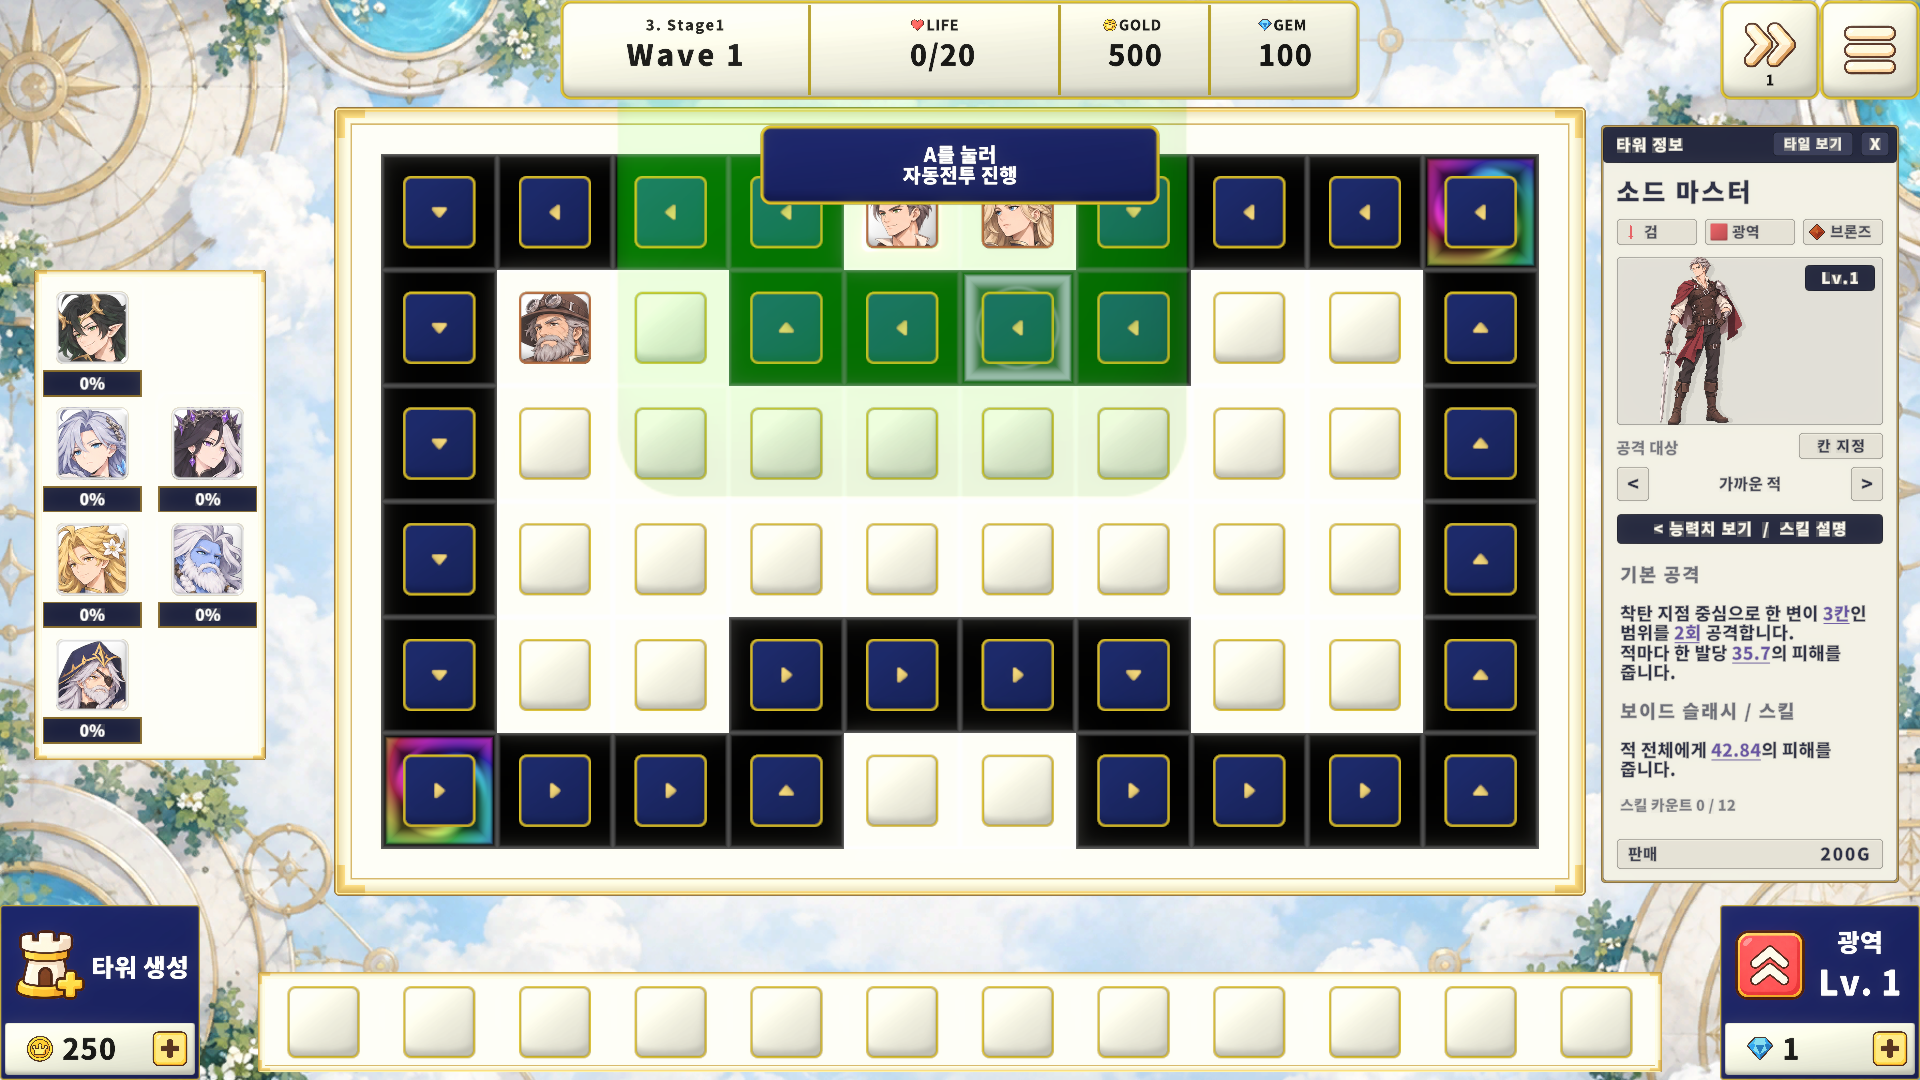 3. Stage1
Wave 1
LIFE
0/20
GOLD
500
GEM
100
1
A를 눌러
자동전투 진행
0%
0%
0%
0%
0%
0%
타워 정보
타일 보기
X
소드 마스터
검
광역
브론즈
Lv.1
공격 대상
칸 지정
<
가까운 적
>
< 능력치 보기 / 스킬 설명
기본 공격
착탄 지점 중심으로 한 변이 3칸인
범위를 2회 공격합니다.
적마다 한 발당 35.7의 피해를
줍니다.
보이드 슬래시 / 스킬
적 전체에게 42.84의 피해를
줍니다.
스킬 카운트 0 / 12
판매
200G
타워 생성
250
광역
Lv. 1
1